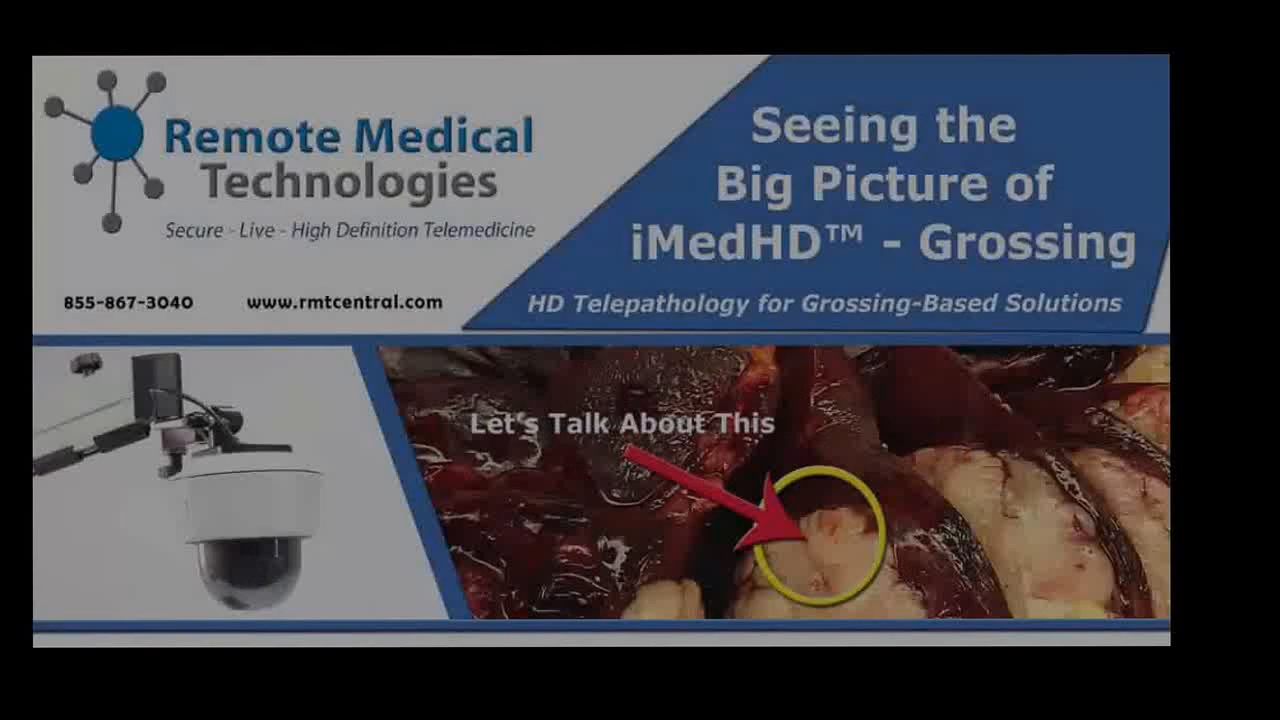 Remote Medical
Technologies
Secure - Live - High Definition Telemedicine
855-867-3040 www.rmtcentral.com
Seeing the
Big Picture of
iMedHD™ - Grossing
HD Telepathology for Grossing-Based Solutions
Let's Talk About This